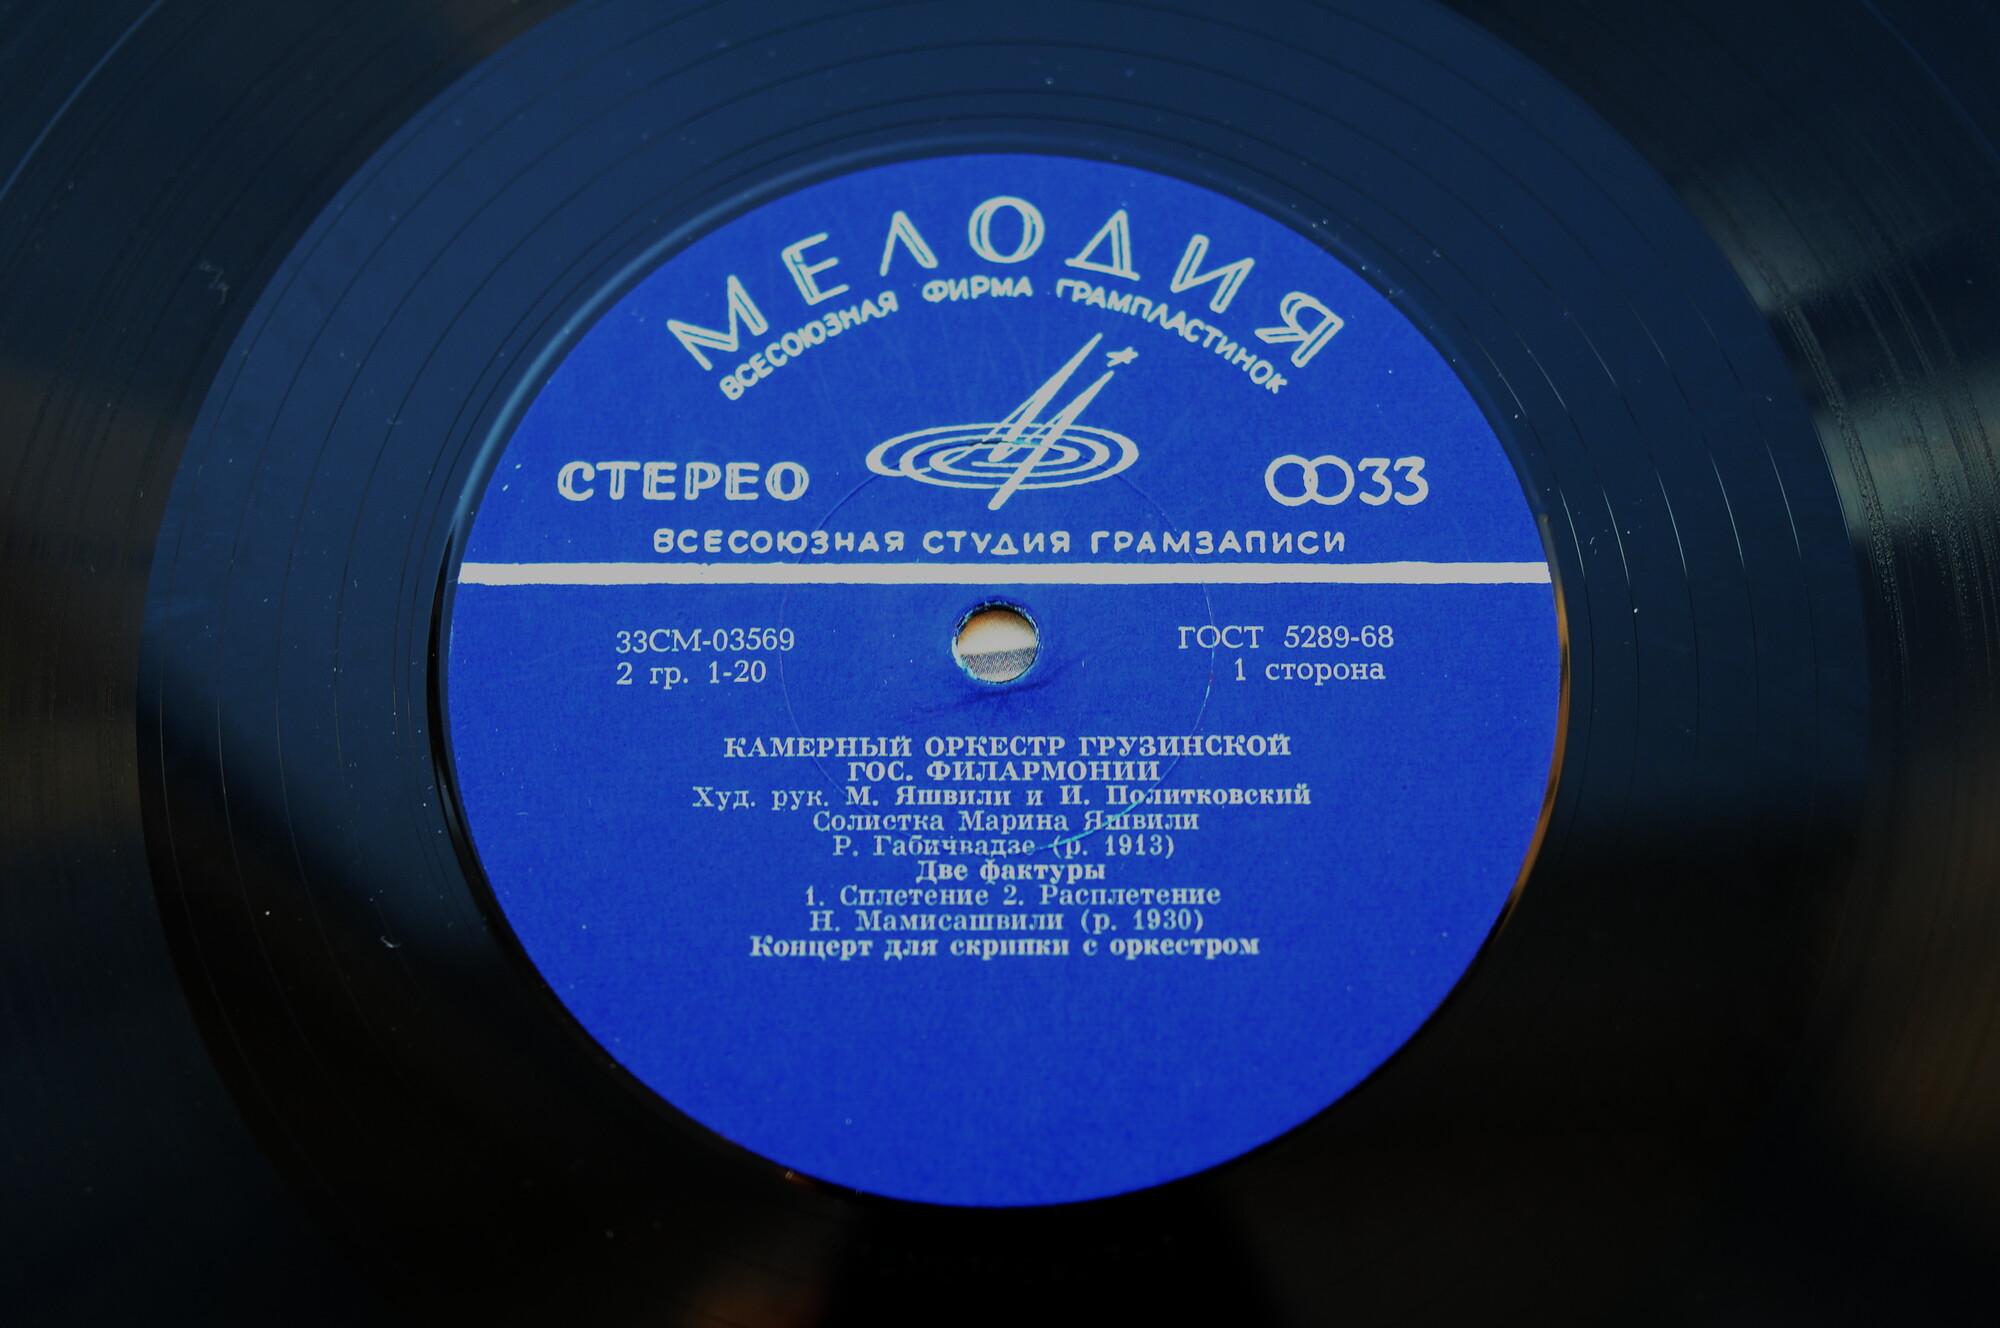 МЕЛОДИЯ
ВСЕСОЮЗНАЯ ФИРМА ГРАМПЛАСТИНОК
СТЕРЕО
33
ВСЕСОЮЗНАЯ СТУДИЯ ГРАМЗАПИСИ
33СМ-03569
ГОСТ 5289-68
2 гр. 1-20
1 сторона
КАМЕРНЫЙ ОРКЕСТР ГРУЗИНСКОЙ
ГОС. ФИЛАРМОНИИ
Худ. рук. М. Яшвили и И. Политковский
Солистка Марина Яшвили
Р. Габичвадзе (р. 1913)
Две фактуры
1. Сплетение 2. Расплетение
Н. Мамисашвили (р. 1930)
Концерт для скрипки с оркестром